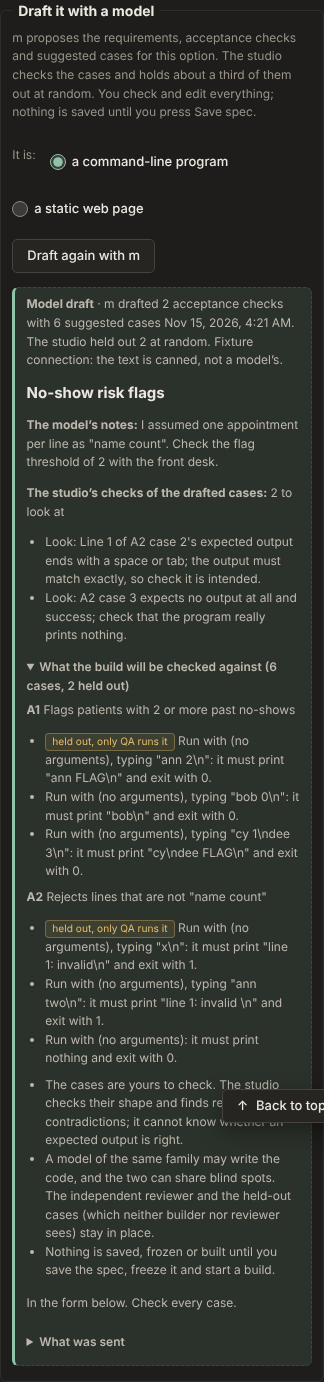 Draft it with a model
m proposes the requirements, acceptance checks
and suggested cases for this option. The studio
checks the cases and holds about a third of them
out at random. You check and edit everything;
nothing is saved until you press Save spec.
It is:
a command-line program
a static web page
Draft again with m
Model draft · m drafted 2 acceptance checks
with 6 suggested cases Nov 15, 2026, 4:21 AM.
The studio held out 2 at random. Fixture
connection: the text is canned, not a model’s.
No-show risk flags
The model’s notes: I assumed one appointment
per line as "name count". Check the flag
threshold of 2 with the front desk.
The studio’s checks of the drafted cases: 2 to
look at
• Look: Line 1 of A2 case 2's expected output
ends with a space or tab; the output must
match exactly, so check it is intended.
• Look: A2 case 3 expects no output at all and
success; check that the program really
prints nothing.
▼ What the build will be checked against (6
cases, 2 held out)
A1 Flags patients with 2 or more past no-shows
• held out, only QA runs it Run with (no
arguments), typing "ann 2\n": it must print
"ann FLAG\n" and exit with 0.
• Run with (no arguments), typing "bob 0\n": it
must print "bob\n" and exit with 0.
• Run with (no arguments), typing "cy 1\ndee
3\n": it must print "cy\ndee FLAG\n" and exit
with 0.
A2 Rejects lines that are not "name count"
• held out, only QA runs it Run with (no
arguments), typing "x\n": it must print "line
1: invalid\n" and exit with 1.
• Run with (no arguments), typing "ann
two\n": it must print "line 1: invalid \n" and
exit with 1.
• Run with (no arguments): it must print
nothing and exit with 0.
• The cases are yours to check. The studio
checks their shape and finds
↑ Back to top
contradictions; it cannot know
expected output is right.
• A model of the same family may write the
code, and the two can share blind spots.
The independent reviewer and the held-out
cases (which neither builder nor reviewer
sees) stay in place.
• Nothing is saved, frozen or built until you
save the spec, freeze it and start a build.
In the form below. Check every case.
▶ What was sent